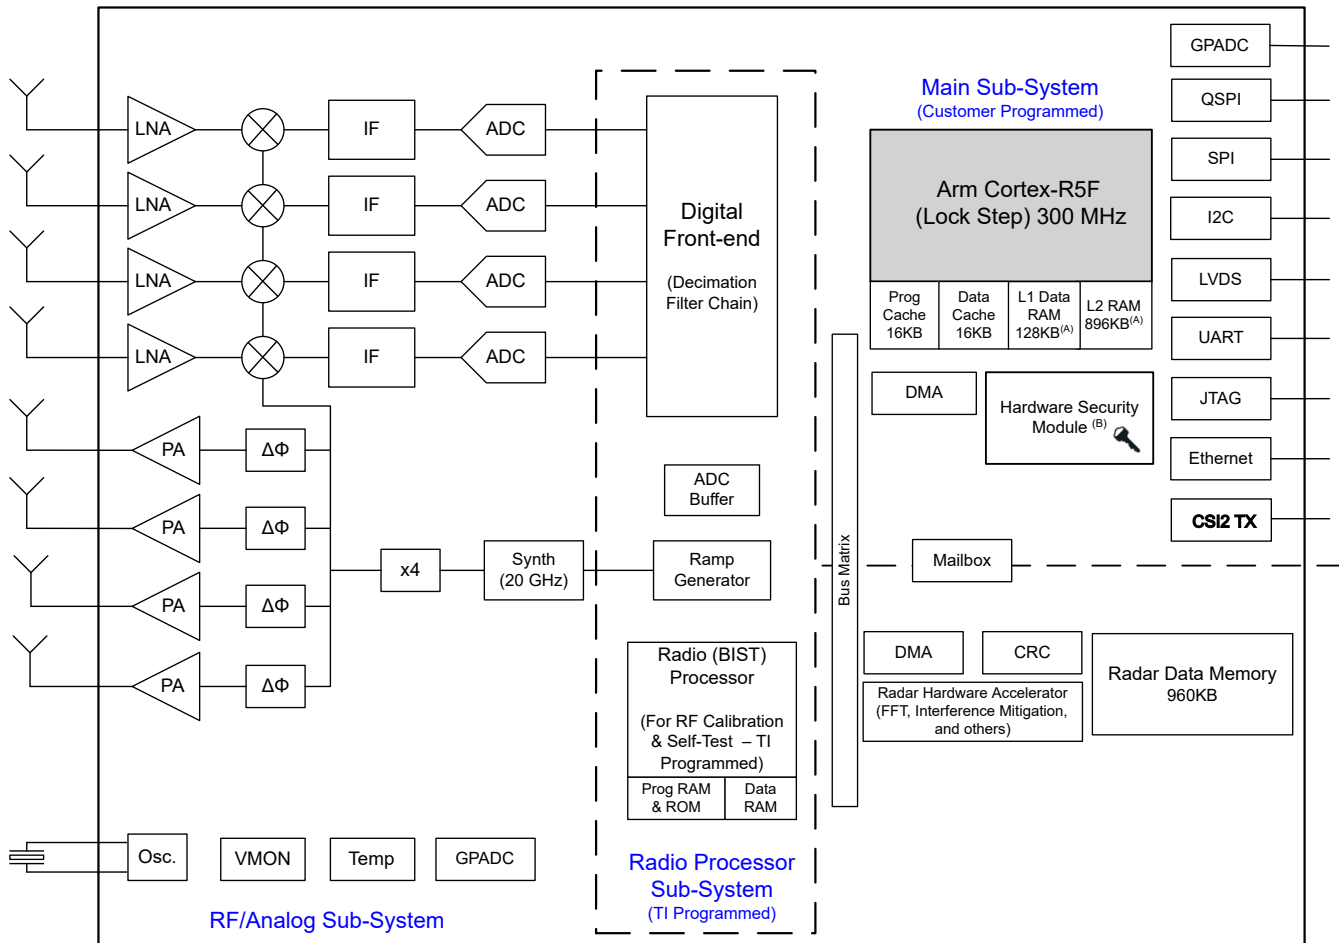 LNA
IF
ADC
LNA
IF
ADC
LNA
IF
ADC
LNA
IF
ADC
PA
ΔΦ
PA
ΔΦ
PA
ΔΦ
PA
ΔΦ
x4
Synth
(20 GHz)
Osc.
VMON
Temp
GPADC
RF/Analog Sub-System
Digital
Front-end
(Decimation
Filter Chain)
ADC
Buffer
Ramp
Generator
Radio (BIST)
Processor
(For RF Calibration
& Self-Test – TI
Programmed)
Prog RAM
& ROM
Data
RAM
Radio Processor
Sub-System
(TI Programmed)
Bus Matrix
Main Sub-System
(Customer Programmed)
Arm Cortex-R5F
(Lock Step) 300 MHz
Prog
Cache
16KB
Data
Cache
16KB
L1 Data
RAM
128KB(A)
L2 RAM
896KB(A)
DMA
Hardware Security
Module (B)
Mailbox
DMA
CRC
Radar Hardware Accelerator
(FFT, Interference Mitigation,
and others)
Radar Data Memory
960KB
GPADC
QSPI
SPI
I2C
LVDS
UART
JTAG
Ethernet
CSI2 TX